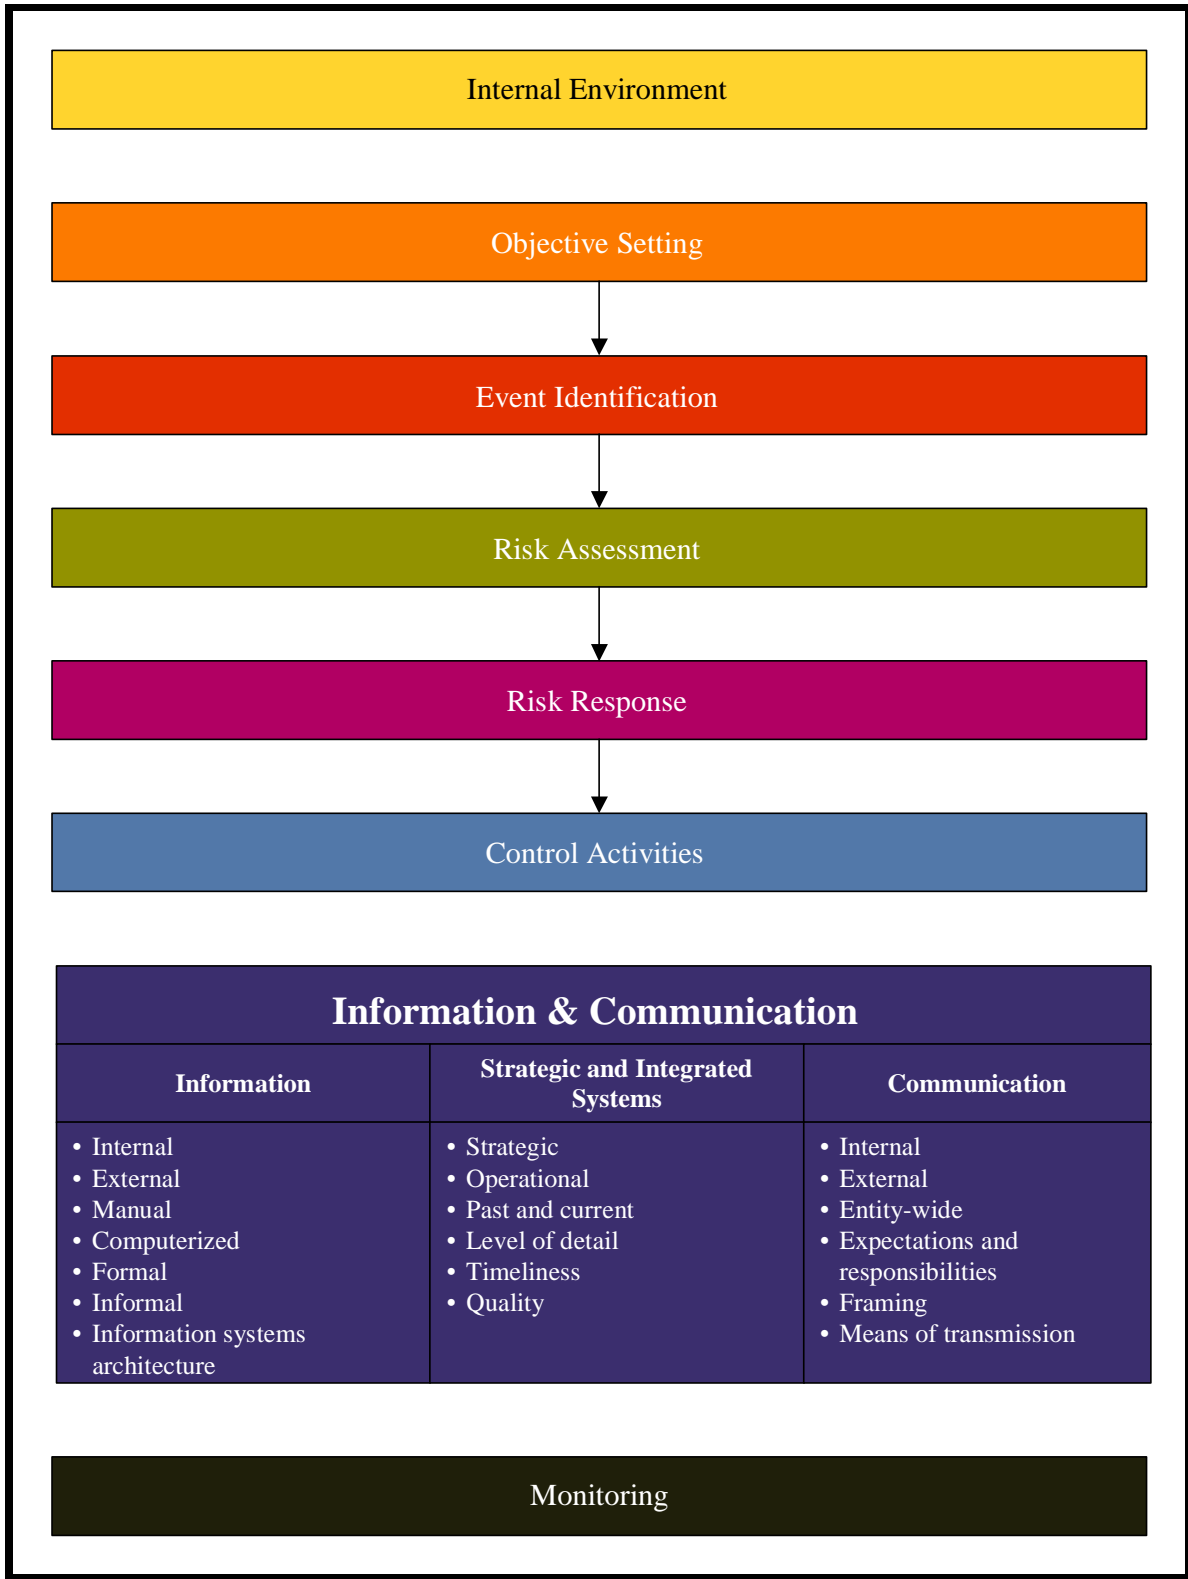 Internal Environment
Objective Setting
Event Identification
Risk Assessment
Risk Response
Control Activities
Information & Communication
Information
• Internal
• External
• Manual
• Computerized
• Formal
• Informal
• Information systems
architecture
Strategic and Integrated
Systems
• Strategic
• Operational
• Past and current
• Level of detail
• Timeliness
• Quality
Communication
• Internal
• External
• Entity-wide
• Expectations and
responsibilities
• Framing
• Means of transmission
Monitoring